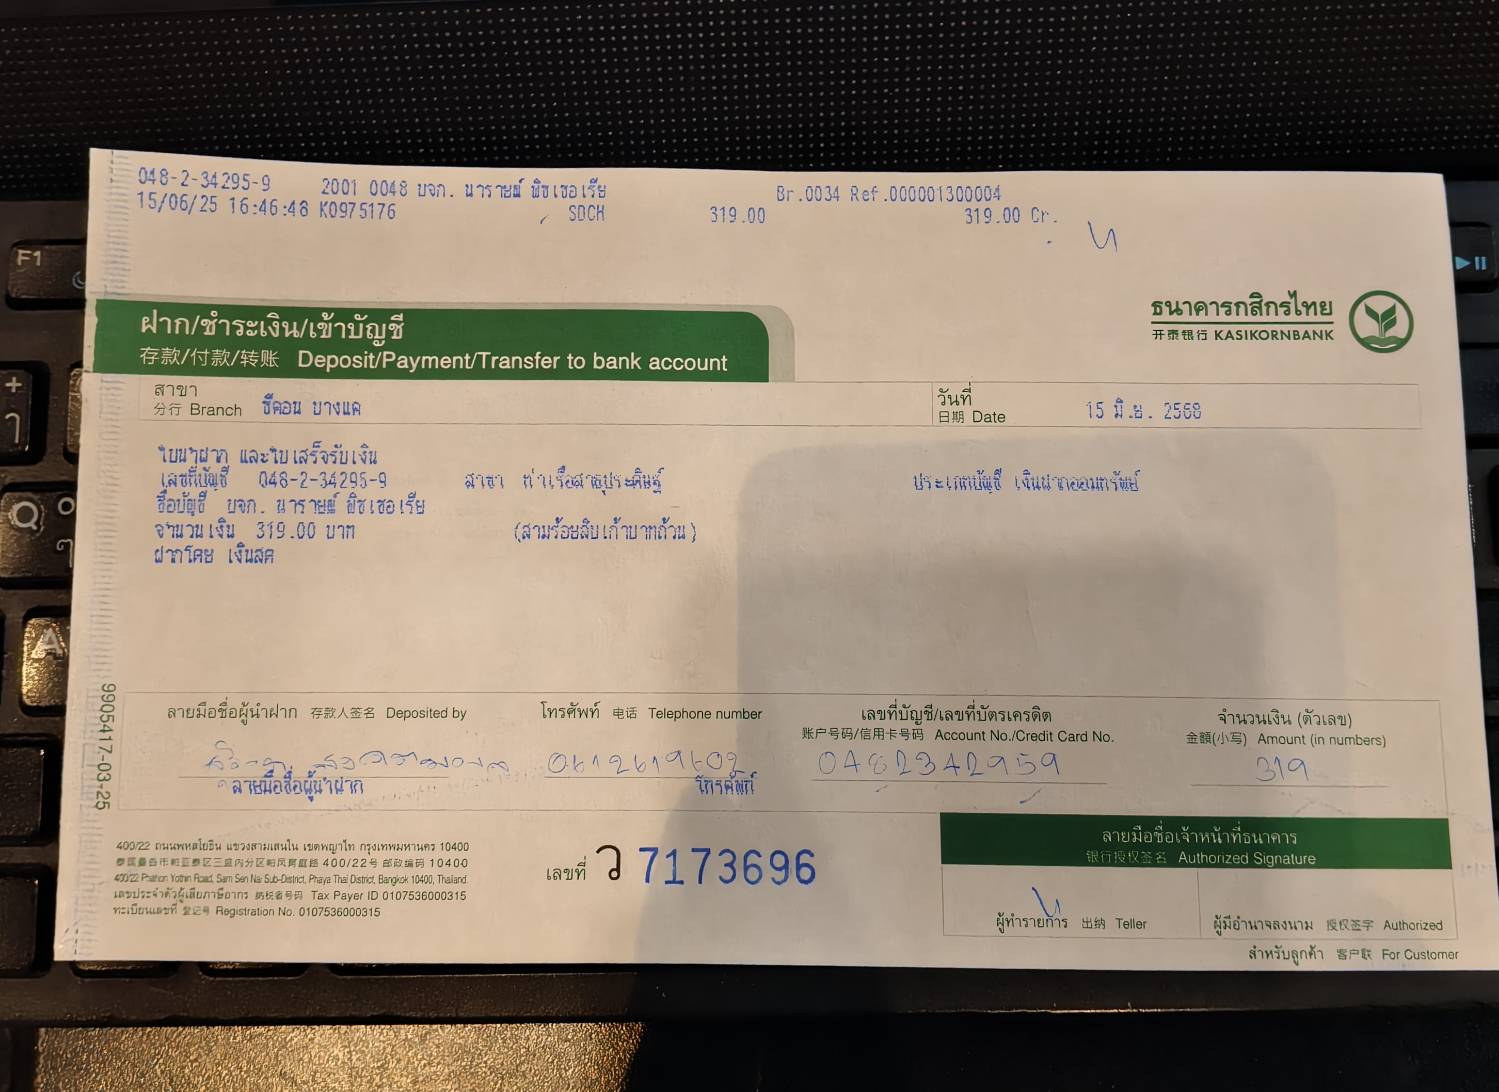 048-2-34295-9 2001 0048 บจก. นารายณ์ พิซเซอเรีย Br.0034 Ref.000001300004
15/06/25 16:46:48 K0975176 SDCH 319.00 319.00 Cr.
ธนาคารกสิกรไทย
开泰银行 KASIKORNBANK
ฝาก/ชำระเงิน/เข้าบัญชี
存款/付款/转账 Deposit/Payment/Transfer to bank account
สาขา
分行 Branch ซีคอน บางแค
วันที่
日期 Date 15 มิ.ย. 2568
ใบนำฝาก และใบเสร็จรับเงิน
เลขที่บัญชี 048-2-34295-9 สาขา ท่าเรือสาธุประดิษฐ์ ประเภทบัญชี เงินฝากออมทรัพย์
ชื่อบัญชี บจก. นารายณ์ พิซเซอเรีย
จำนวนเงิน 319.00 บาท (สามร้อยสิบเก้าบาทถ้วน)
ฝากโดย เงินสด
ลายมือชื่อผู้นำฝาก 存款人签名 Deposited by
โทรศัพท์ 电话 Telephone number
เลขที่บัญชี/เลขที่บัตรเครดิต
账户号码/信用卡号码 Account No./Credit Card No.
จำนวนเงิน (ตัวเลข)
金額(小写) Amount (in numbers)
0612619602 0482342959 319
ลายมือชื่อผู้นำฝาก โทรศัพท์
9905417-03-25
400/22 ถนนพหลโยธิน แขวงสามเสนใน เขตพญาไท กรุงเทพมหานคร 10400
400/22号 邮政编码 10400
400/22 Phahon Yothin Road, Sam Sen Nai Sub-District, Phaya Thai District, Bangkok 10400, Thailand.
เลขประจำตัวผู้เสียภาษีอากร 纳税者号码 Tax Payer ID 0107536000315
ทะเบียนเลขที่ 登记号 Registration No. 0107536000315
เลขที่ ว 7173696
ลายมือชื่อเจ้าหน้าที่ธนาคาร
银行授权签名 Authorized Signature
ผู้ทำรายการ 出纳 Teller
ผู้มีอำนาจลงนาม 授权签字 Authorized
สำหรับลูกค้า 客户联 For Customer